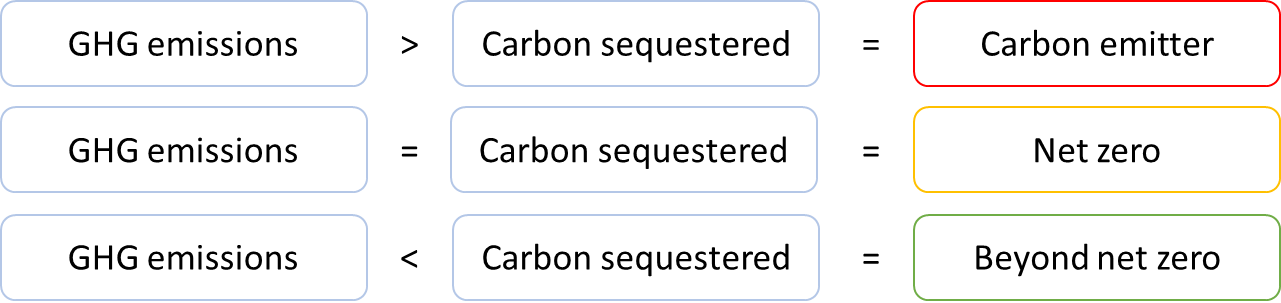 GHG emissions > Carbon sequestered = Carbon emitter
GHG emissions = Carbon sequestered = Net zero
GHG emissions < Carbon sequestered = Beyond net zero